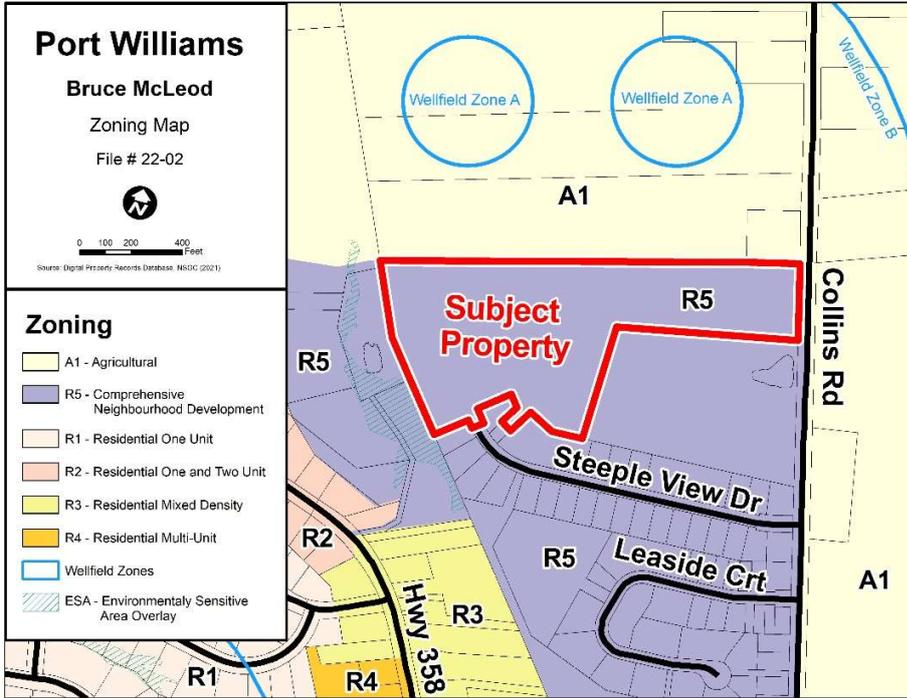 Port Williams
Bruce McLeod
Zoning Map
File # 22-02
N
0 100 200 400
Feet
Source: Digital Property Records Database, NSGC (2021)
Zoning
A1 - Agricultural
R5 - Comprehensive
Neighbourhood Development
R1 - Residential One Unit
R2 - Residential One and Two Unit
R3 - Residential Mixed Density
R4 - Residential Multi-Unit
Wellfield Zones
ESA - Environmentaly Sensitive
Area Overlay
Wellfield Zone A
Wellfield Zone A
Wellfield Zone B
A1
Subject
Property
R5
R5
Collins Rd
Steeple View Dr
R2
R5
Leaside Crt
A1
Hwy 358
R3
R1
R4